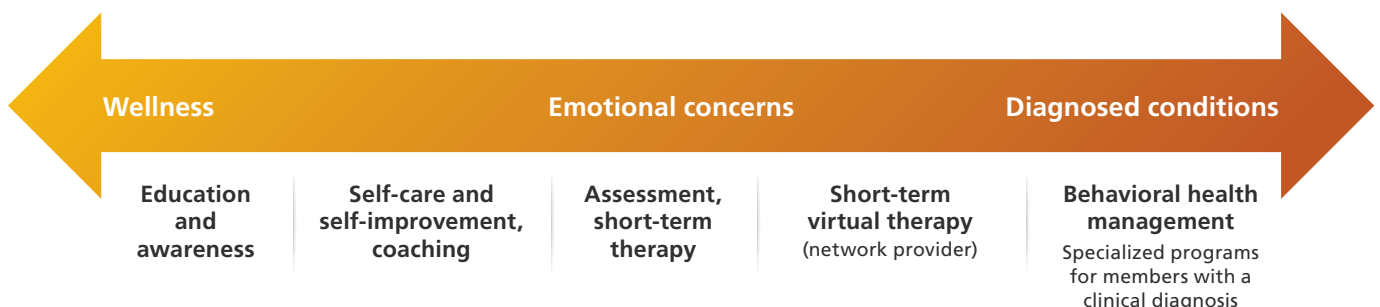 Wellness
Emotional concerns
Diagnosed conditions
Education
and
awareness
Self-care and
self-improvement,
coaching
Assessment,
short-term
therapy
Short-term
virtual therapy
(network provider)
Behavioral health
management
Specialized programs
for members with a
clinical diagnosis